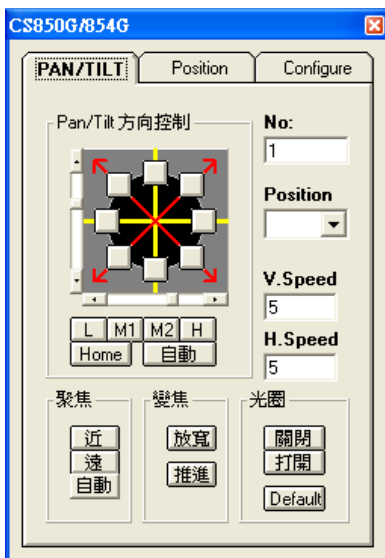 CS850G/854G
PAN/TILT Position Configure
Pan/Tilt 方向控制
No:
1
Position
V.Speed
5
L M1 M2 H
H.Speed
Home 自動
5
聚焦 變焦 光圈
近 放寬 關閉
遠 推進 打開
自動 Default